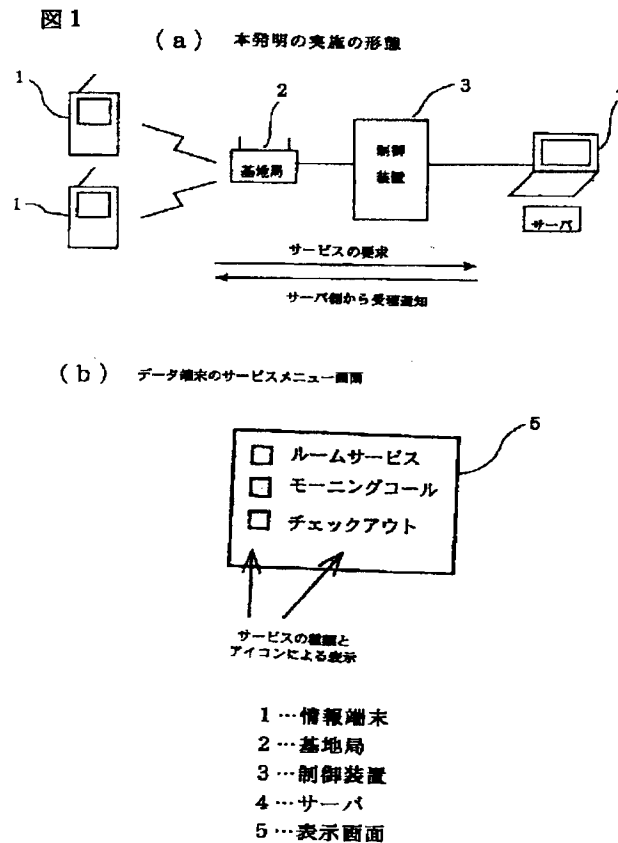 図1
(a) 本発明の実施の形態
1
2
3
1
基地局
制御
装置
サーバ
サービスの要求
サーバ側から受理通知
(b) データ端末のサービスメニュー画面
5
ルームサービス
モーニングコール
チェックアウト
サービスの種類と
アイコンによる表示
1…情報端末
2…基地局
3…制御装置
4…サーバ
5…表示画面